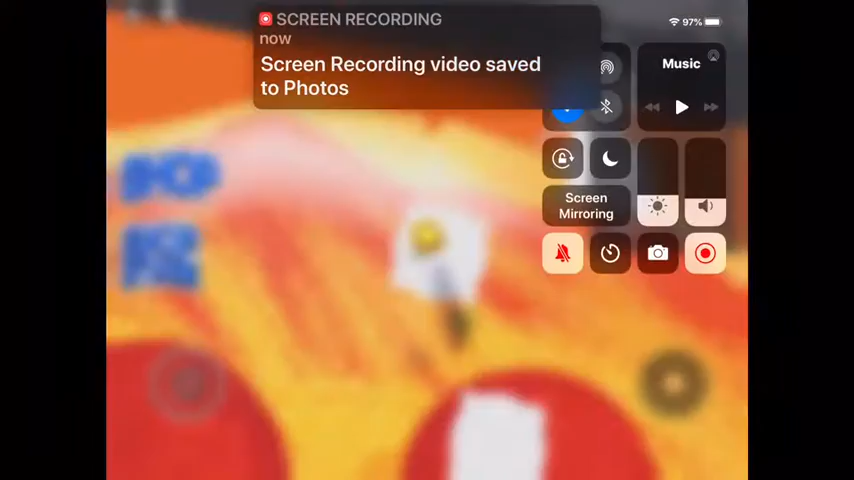 SCREEN RECORDING
now
Screen Recording video saved
to Photos
97%
Music
Screen
Mirroring